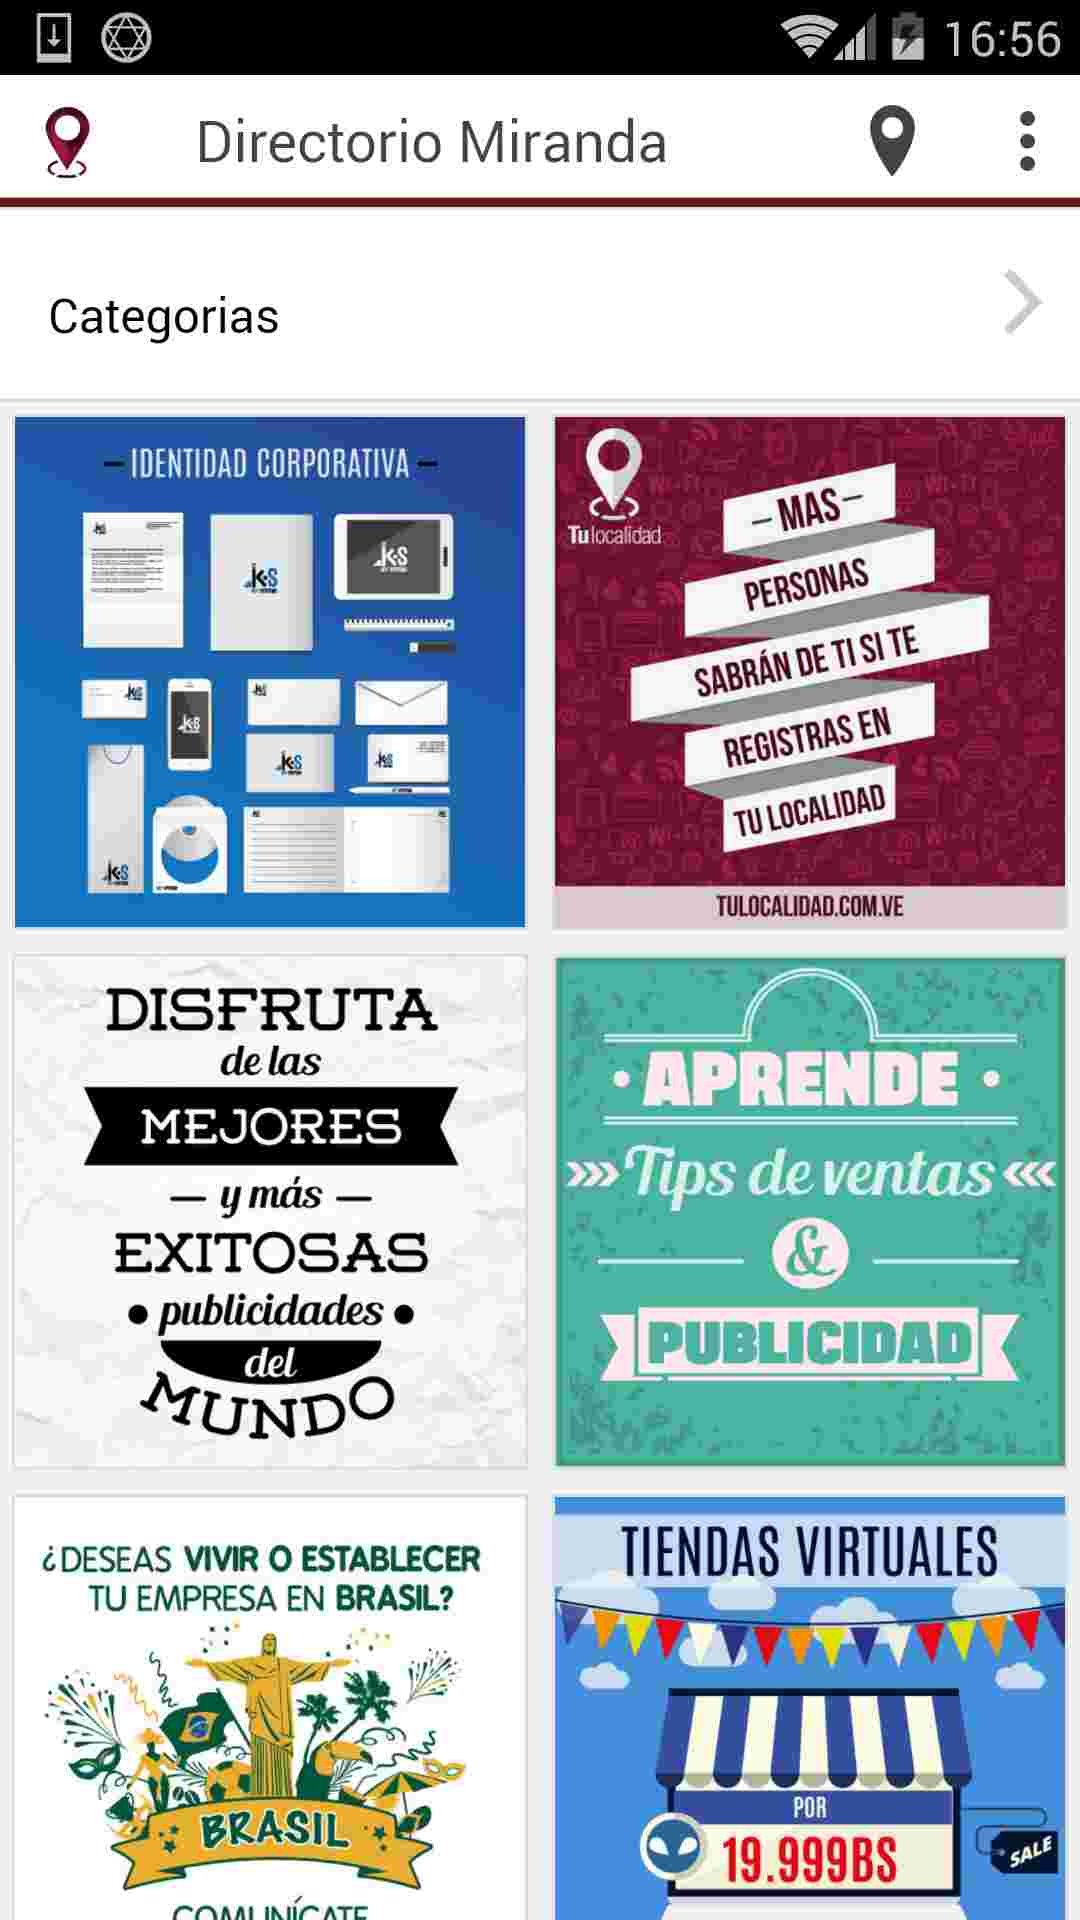 16:56
Directorio Miranda
Categorias
IDENTIDAD CORPORATIVA
Tulocalidad
MAS
PERSONAS
SABRÁN DE TI SI TE
REGISTRAS EN
TU LOCALIDAD
TULOCALIDAD.COM.VE
DISFRUTA
de las
MEJORES
y más
EXITOSAS
publicidades
del
MUNDO
APRENDE
Tips de ventas
&
PUBLICIDAD
¿DESEAS VIVIR O ESTABLECER
TU EMPRESA EN BRASIL?
BRASIL
COMUNÍCATE
TIENDAS VIRTUALES
POR
19.999BS
SALE